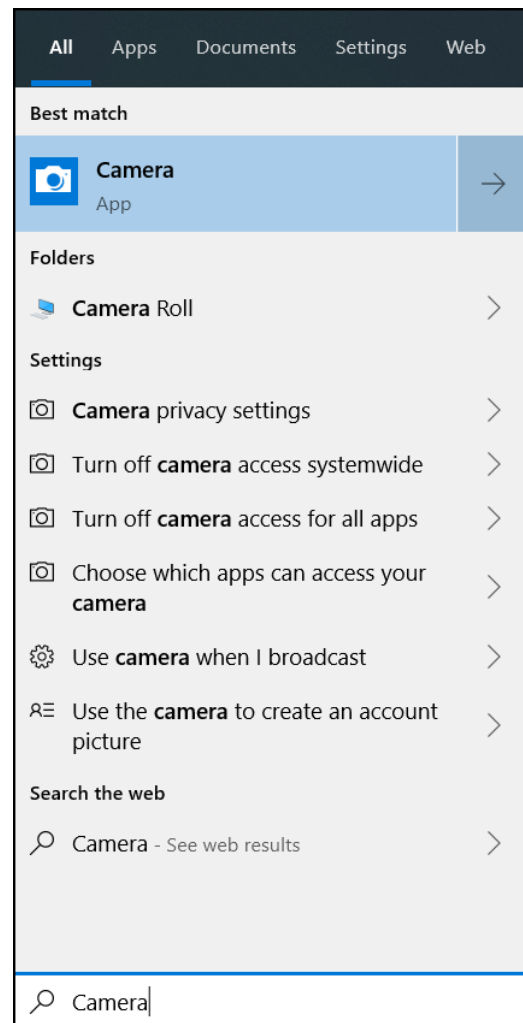 All Apps Documents Settings Web
Best match
Camera
App
Folders
Camera Roll
Settings
Camera privacy settings
Turn off camera access systemwide
Turn off camera access for all apps
Choose which apps can access your
camera
Use camera when I broadcast
Use the camera to create an account
picture
Search the web
Camera - See web results
Camera